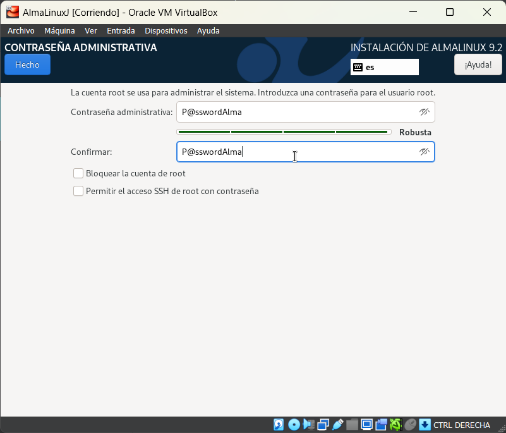 AlmaLinuxJ [Corriendo] - Oracle VM VirtualBox
Archivo Máquina Ver Entrada Dispositivos Ayuda
CONTRASEÑA ADMINISTRATIVA
INSTALACIÓN DE ALMALINUX 9.2
Hecho
es
¡Ayuda!
La cuenta root se usa para administrar el sistema. Introduzca una contraseña para el usuario root.
Contraseña administrativa: P@sswordAlma
Robusta
Confirmar: P@sswordAlma
Bloquear la cuenta de root
Permitir el acceso SSH de root con contraseña
CTRL DERECHA